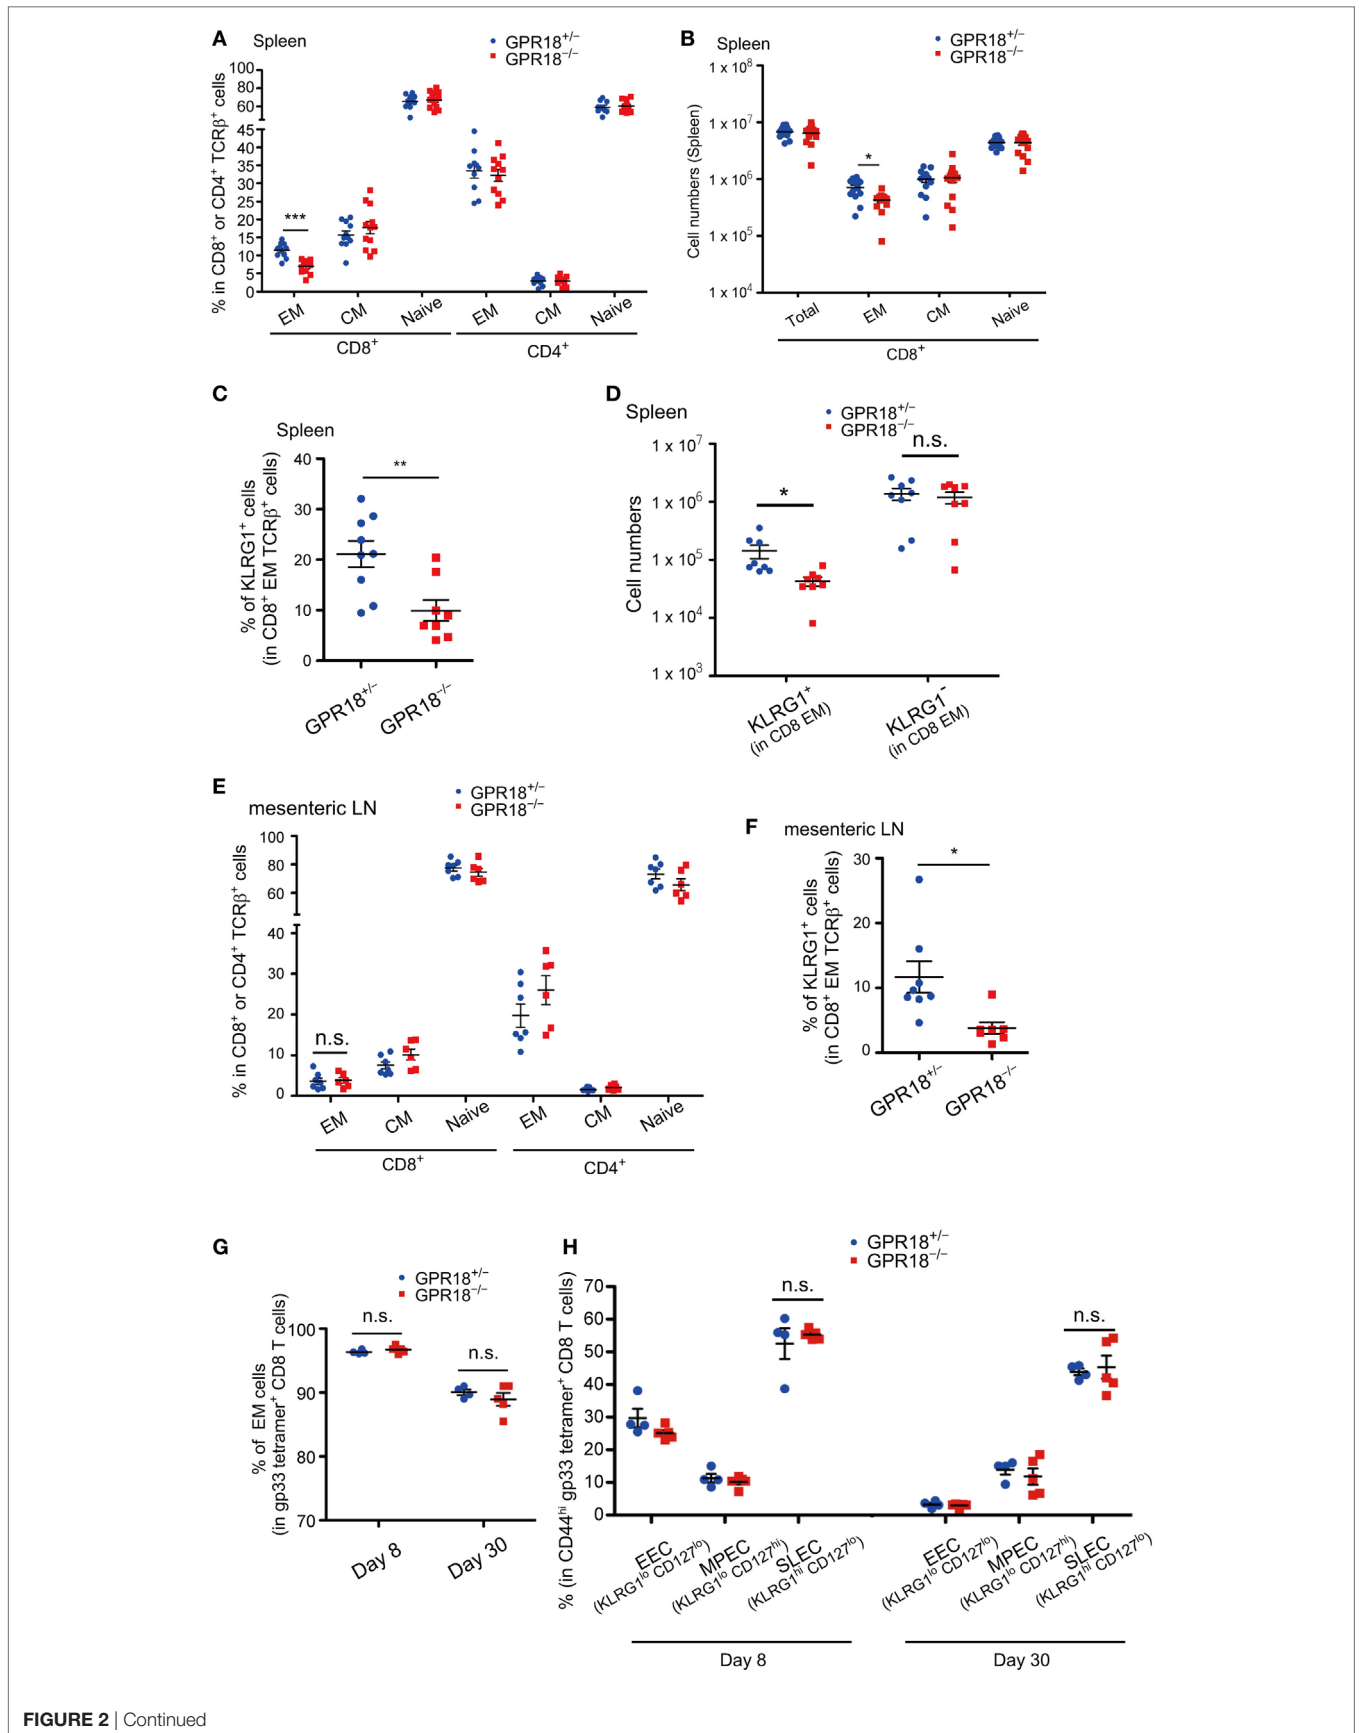 A
Spleen
GPR18+/–
GPR18–/–
% in CD8+ or CD4+ TCRβ+ cells
100
80
60
45
40
35
30
25
20
15
10
5
0
***
EM
CM
Naive
EM
CM
Naive
CD8+
CD4+
B
Spleen
GPR18+/–
GPR18–/–
Cell numbers (Spleen)
1 x 10^8
1 x 10^7
1 x 10^6
1 x 10^5
1 x 10^4
*
Total
EM
CM
Naive
CD8+
C
Spleen
% of KLRG1+ cells
(in CD8+ EM TCRβ+ cells)
40
30
20
10
0
**
GPR18+/–
GPR18–/–
D
Spleen
GPR18+/–
GPR18–/–
Cell numbers
1 x 10^7
1 x 10^6
1 x 10^5
1 x 10^4
1 x 10^3
*
n.s.
KLRG1+
(in CD8 EM)
KLRG1-
(in CD8 EM)
E
mesenteric LN
GPR18+/–
GPR18–/–
% in CD8+ or CD4+ TCRβ+ cells
100
80
60
40
30
20
10
0
n.s.
EM
CM
Naive
EM
CM
Naive
CD8+
CD4+
F
mesenteric LN
% of KLRG1+ cells
(in CD8+ EM TCRβ+ cells)
30
20
10
0
*
GPR18+/–
GPR18–/–
G
GPR18+/–
GPR18–/–
% of EM cells
(in gp33 tetramer+ CD8 T cells)
100
90
80
70
n.s.
n.s.
Day 8
Day 30
H
GPR18+/–
GPR18–/–
% (in CD44hi gp33 tetramer+ CD8 T cells)
70
60
50
40
30
20
10
0
n.s.
n.s.
EEC
(KLRG1lo CD127lo)
MPEC
(KLRG1lo CD127hi)
SLEC
(KLRG1hi CD127lo)
EEC
(KLRG1lo CD127lo)
MPEC
(KLRG1lo CD127hi)
SLEC
(KLRG1hi CD127lo)
Day 8
Day 30
FIGURE 2 | Continued